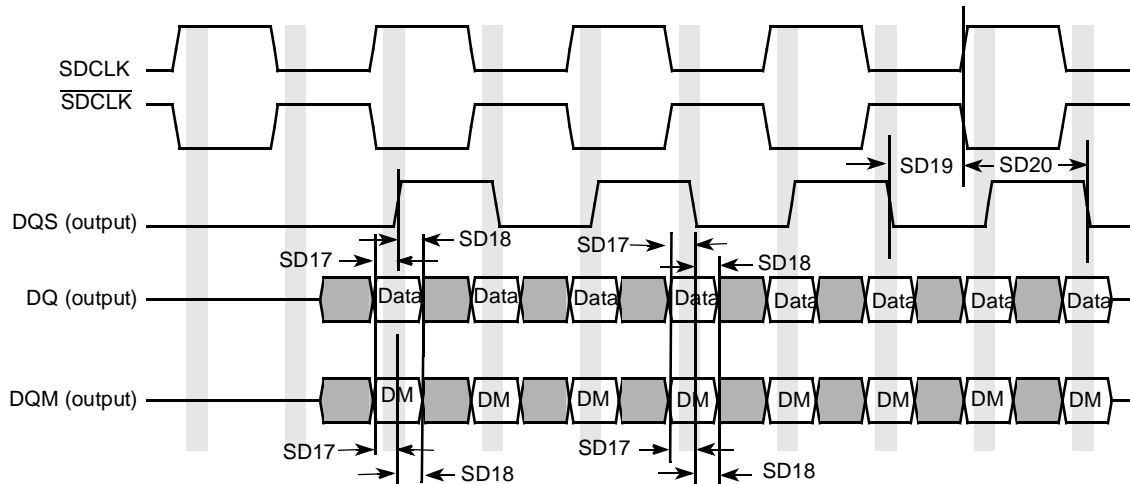 SDCLK
SDCLK
SD19 SD20
DQS (output)
SD18 SD17
SD17 SD18
DQ (output) Data Data Data Data Data Data Data Data
DQM (output) DM DM DM DM DM DM DM DM
SD17 SD17
SD18 SD18